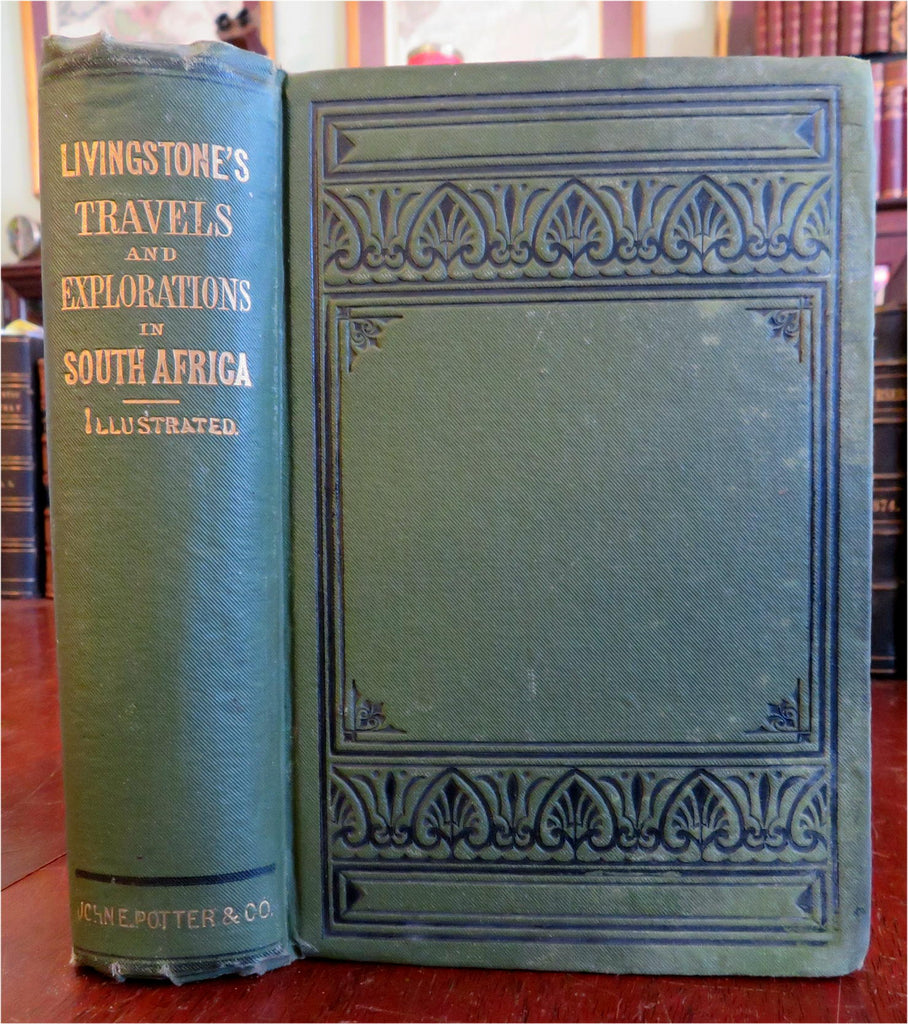 LIVINGSTONE'S
TRAVELS
AND
EXPLORATIONS
IN
SOUTH AFRICA
ILLUSTRATED.
JOHN E. POTTER & CO.